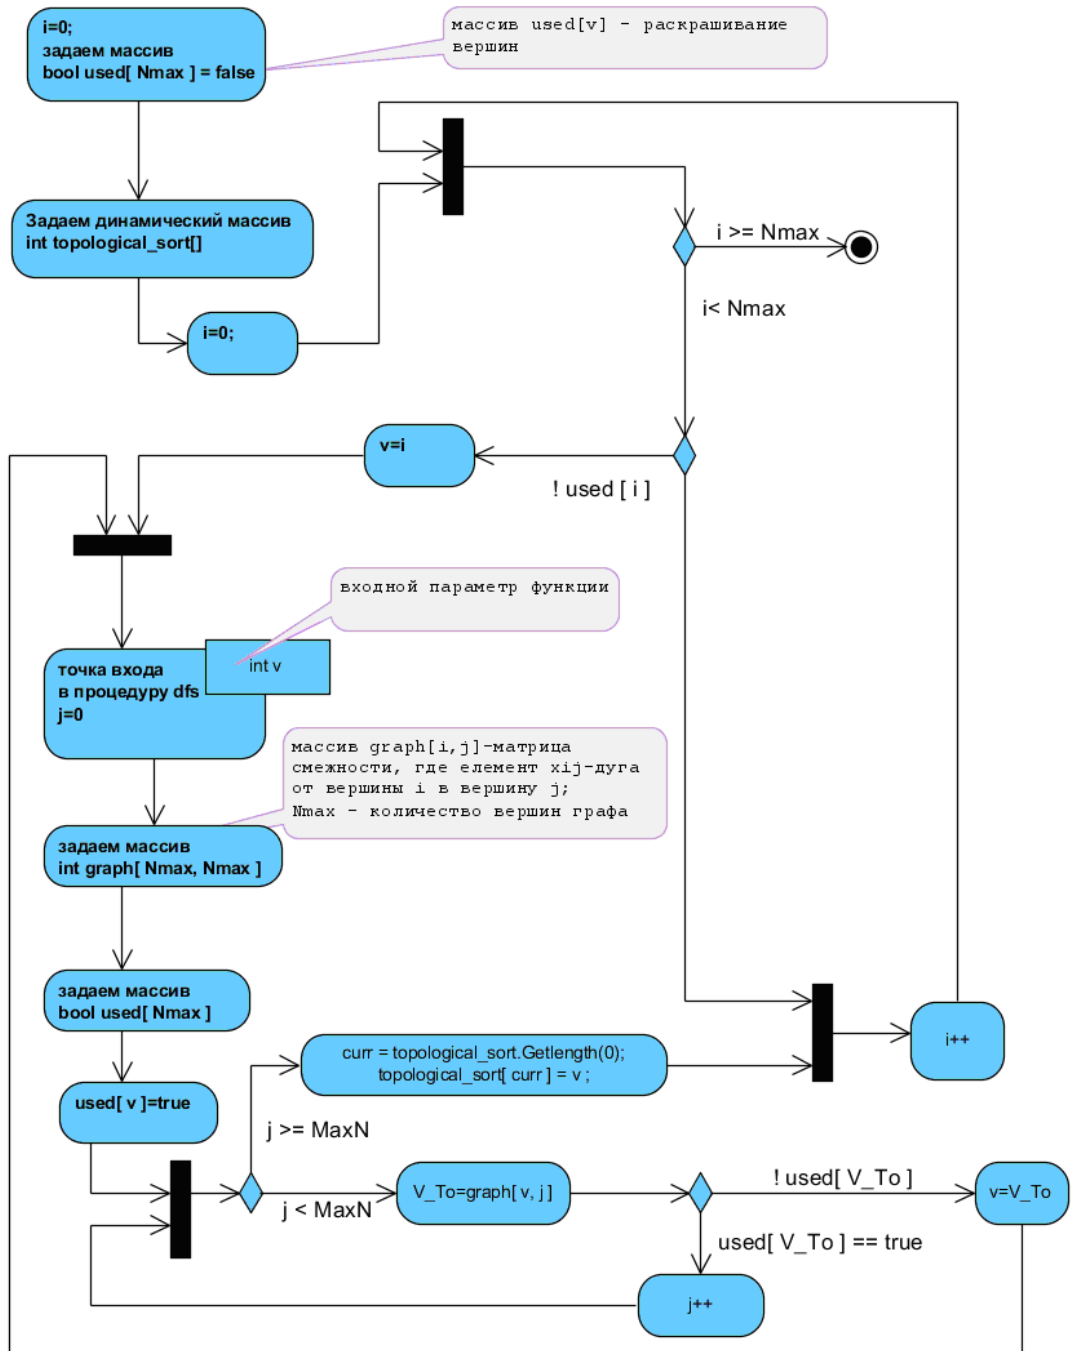 i=0;
задаем массив
bool used[ Nmax ] = false
массив used[v] - раскрашивание
вершин
Задаем динамический массив
int topological_sort[]
i >= Nmax
i< Nmax
i=0;
v=i
! used [ i ]
входной параметр функции
int v
точка входа
в процедуру dfs
j=0
массив graph[i,j]-матрица
смежности, где елемент xij-дуга
от вершины i в вершину j;
Nmax - количество вершин графа
задаем массив
int graph[ Nmax, Nmax ]
задаем массив
bool used[ Nmax ]
curr = topological_sort.Getlength(0);
topological_sort[ curr ] = v ;
i++
used[ v ]=true
j >= MaxN
j < MaxN
V_To=graph[ v, j ]
! used[ V_To ]
v=V_To
used[ V_To ] == true
j++